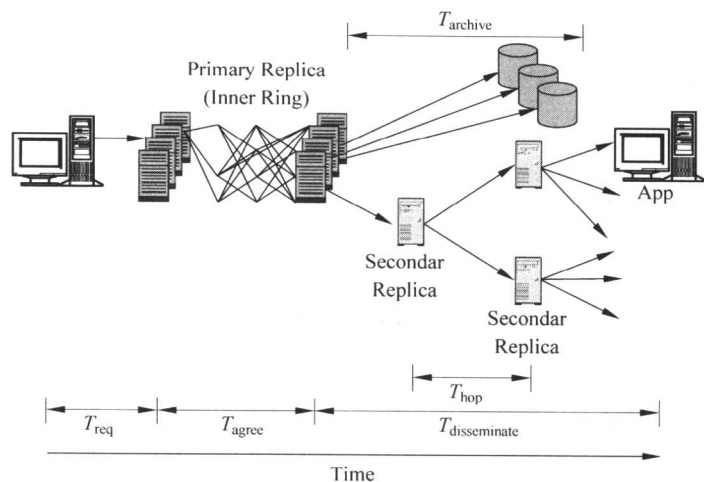 T_archive
Primary Replica
(Inner Ring)
App
Secondar
Replica
Secondar
Replica
T_hop
T_req
T_agree
T_disseminate
Time